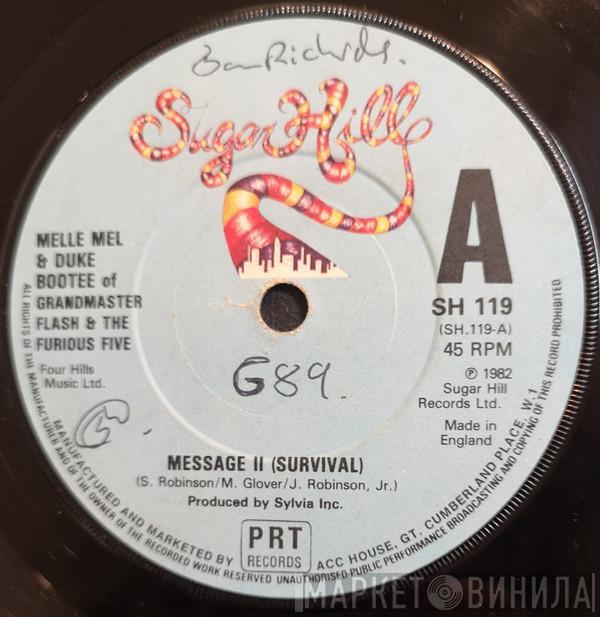 Sugar Hill
A
MELLE MEL
& DUKE
BOOTEE of
GRANDMASTER
FLASH & THE
FURIOUS FIVE
Four Hills
Music Ltd.
SH 119
(SH.119-A)
45 RPM
℗ 1982
Sugar Hill
Records Ltd.
Made in
England
G89.
MESSAGE II (SURVIVAL)
(S. Robinson/M. Glover/J. Robinson, Jr.)
Produced by Sylvia Inc.
PRT
RECORDS
MANUFACTURED AND MARKETED BY PRT RECORDS ACC HOUSE, GT. CUMBERLAND PLACE, W.1.
ALL RIGHTS OF THE MANUFACTURER AND OF THE OWNER OF THE RECORDED WORK RESERVED UNAUTHORISED PUBLIC PERFORMANCE BROADCASTING AND COPYING OF THIS RECORD PROHIBITED
МАРКЕТ ВИНИЛА